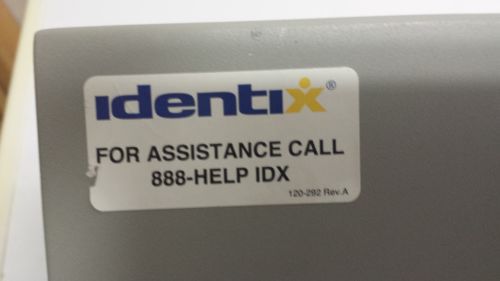 identix®
FOR ASSISTANCE CALL
888-HELP IDX
120-292 Rev.A